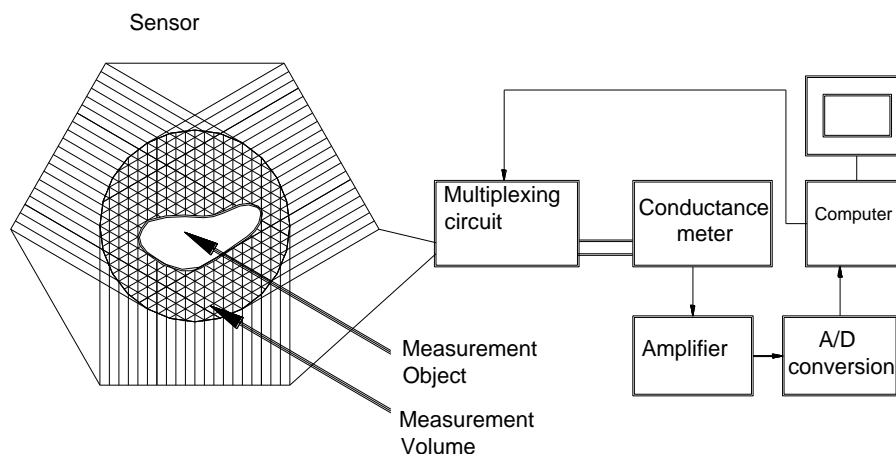 Sensor
Multiplexing
circuit
Conductance
meter
Computer
Amplifier
A/D
conversion
Measurement
Object
Measurement
Volume